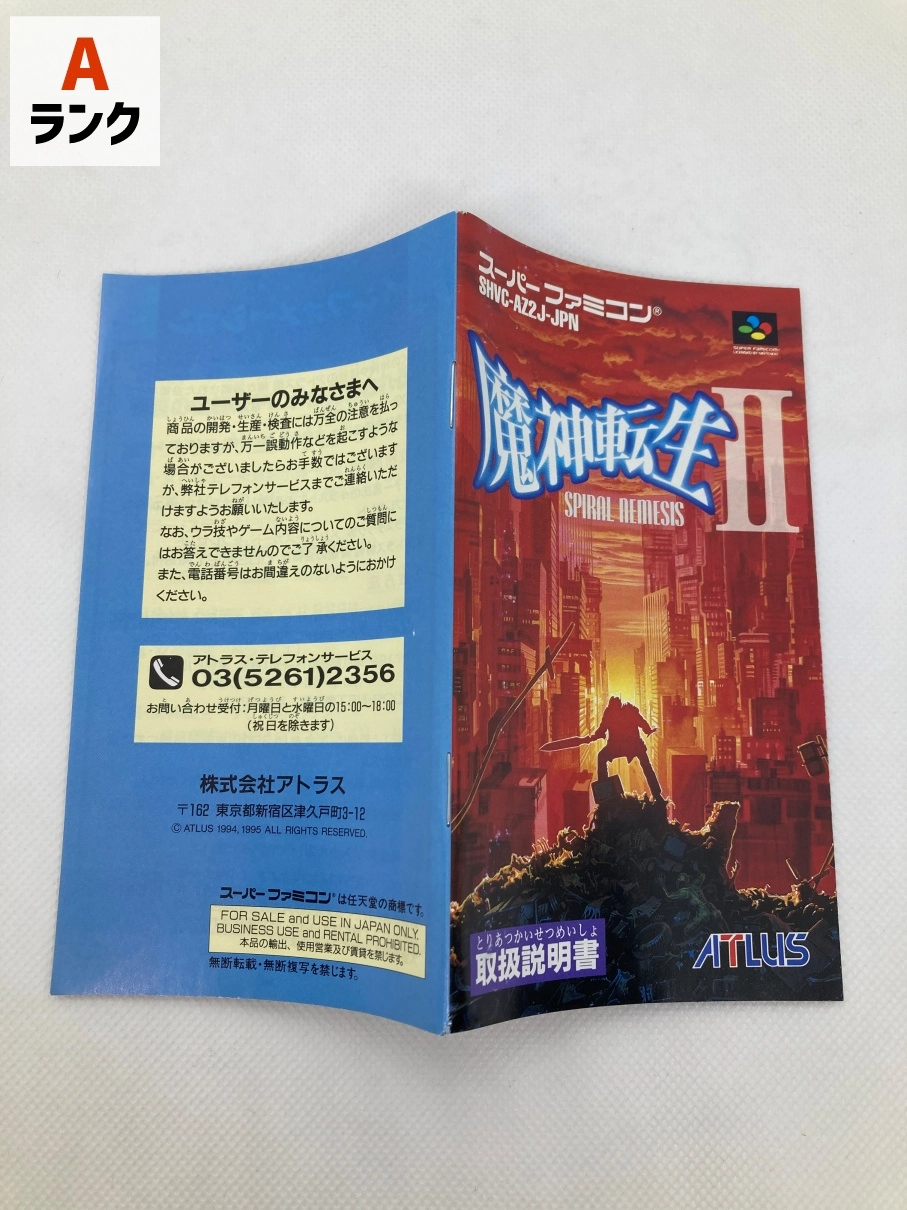 A
ランク
ユーザーのみなさまへ
商品の開発・生産・検査には万全の注意を払っ
ておりますが、万一誤動作などを起こすような
場合がございましたらお手数ではございます
が、弊社テレフォンサービスまでご連絡いただ
けますようお願いいたします。
なお、ウラ技やゲーム内容についてのご質問に
はお答えできませんのでご了承ください。
また、電話番号はお間違えのないようにおかけ
ください。
アトラス・テレフォンサービス
03(5261)2356
お問い合わせ受付:月曜日と水曜日の15:00〜18:00
(祝日を除きます)
株式会社アトラス
〒162 東京都新宿区津久戸町3-12
© ATLUS 1994, 1995 ALL RIGHTS RESERVED.
スーパーファミコン®は任天堂の商標です。
FOR SALE and USE IN JAPAN ONLY.
BUSINESS USE and RENTAL PROHIBITED.
本品の輸出、使用営業及び賃貸を禁じます。
無断転載・無断複写を禁じます。
スーパーファミコン®
SHVC-AZ2J-JPN
SUPER FAMICOM
LICENSED BY NINTENDO
魔神転生II
SPIRAL NEMESIS
とりあつかいせつめいしょ
取扱説明書
ATLUS